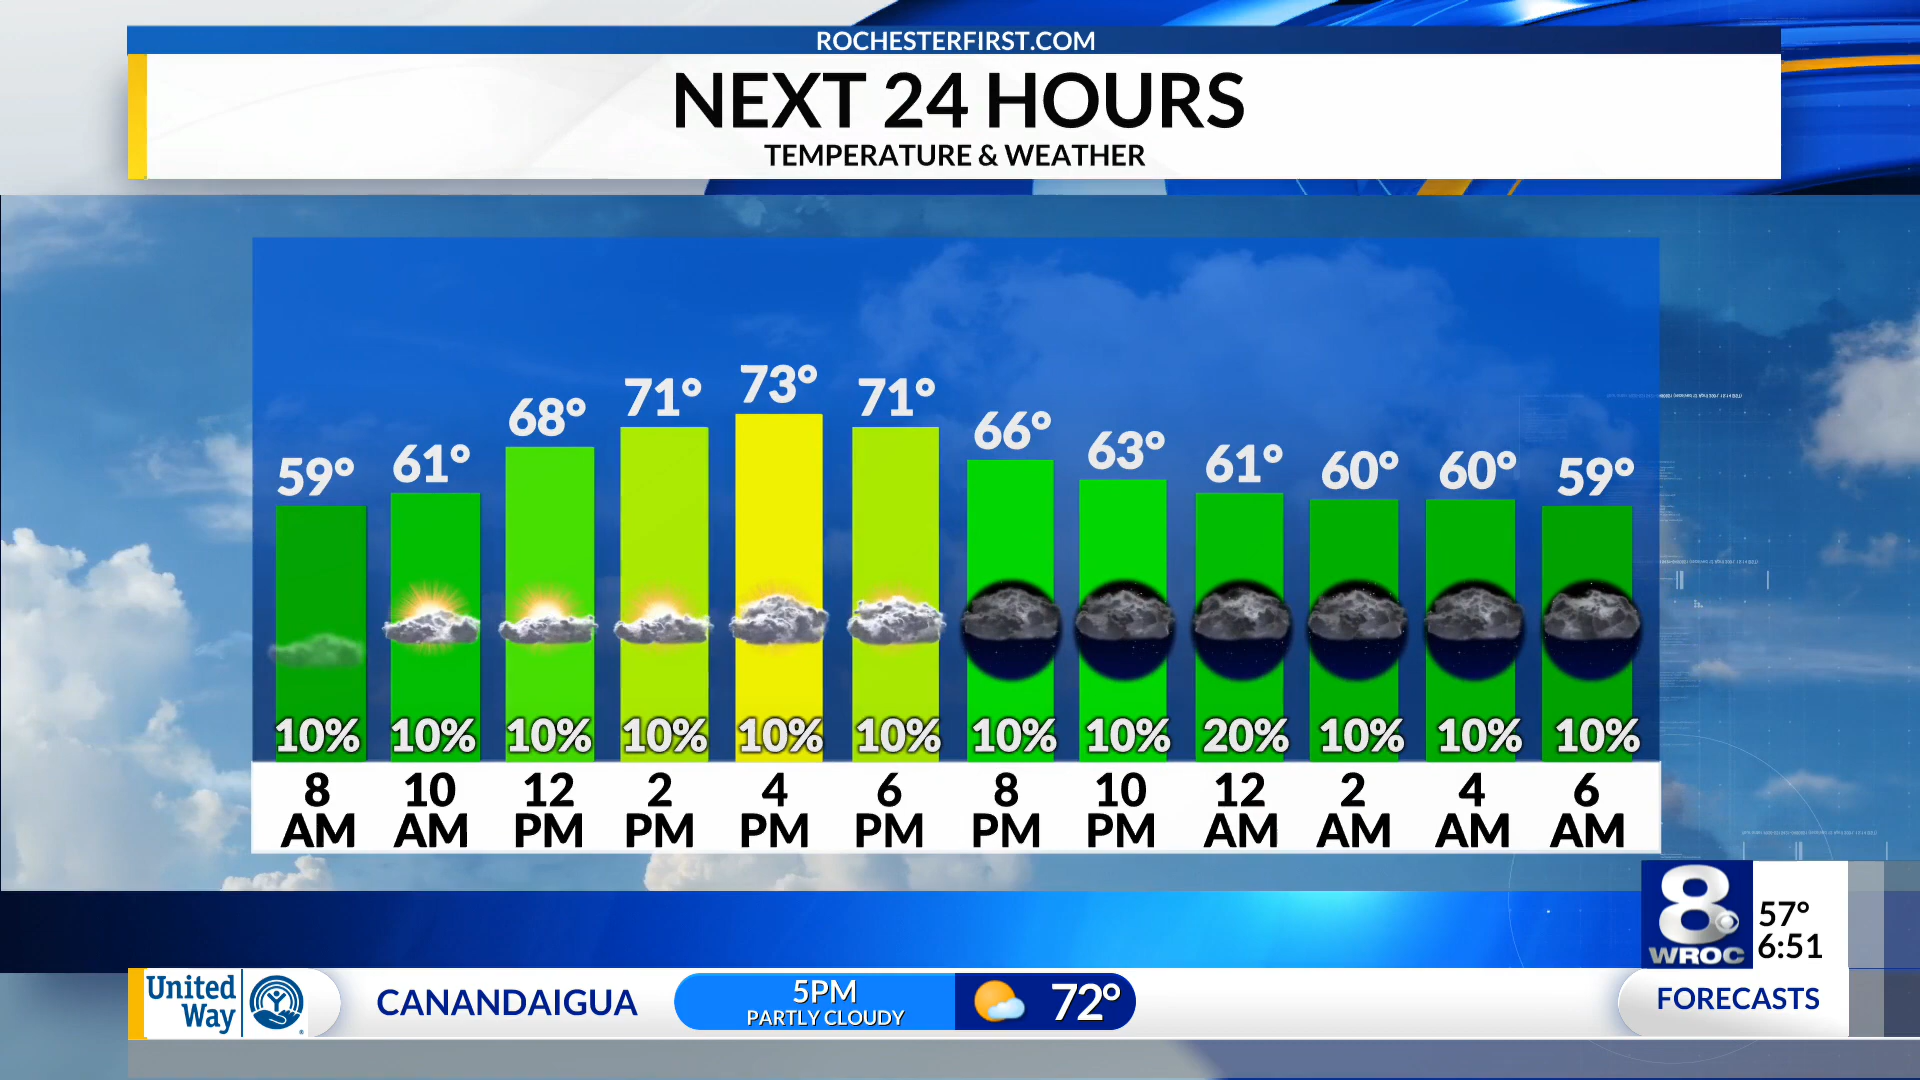 ROCHESTERFIRST.COM
NEXT 24 HOURS
TEMPERATURE & WEATHER
59° 61° 68° 71° 73° 71° 66° 63° 61° 60° 60° 59°
10% 10% 10% 10% 10% 10% 10% 10% 20% 10% 10% 10%
8 10 12 2 4 6 8 10 12 2 4 6
AM AM PM PM PM PM PM PM AM AM AM AM
8
WROC
57°
6:51
United
Way
CANANDAIGUA
5PM
PARTLY CLOUDY
72°
FORECASTS